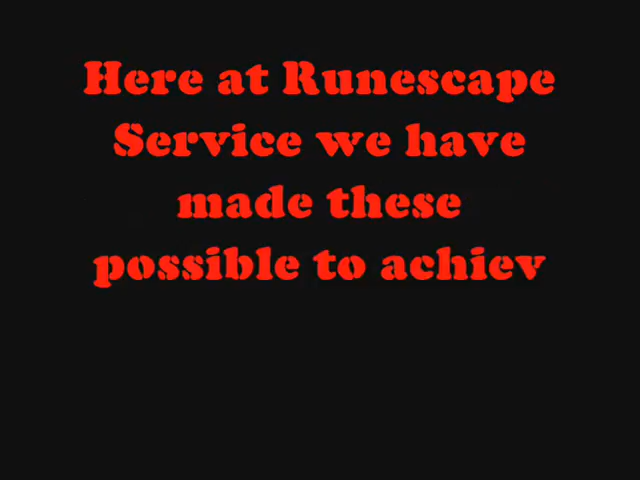 Here at Runescape
Service we have
made these
possible to achiev